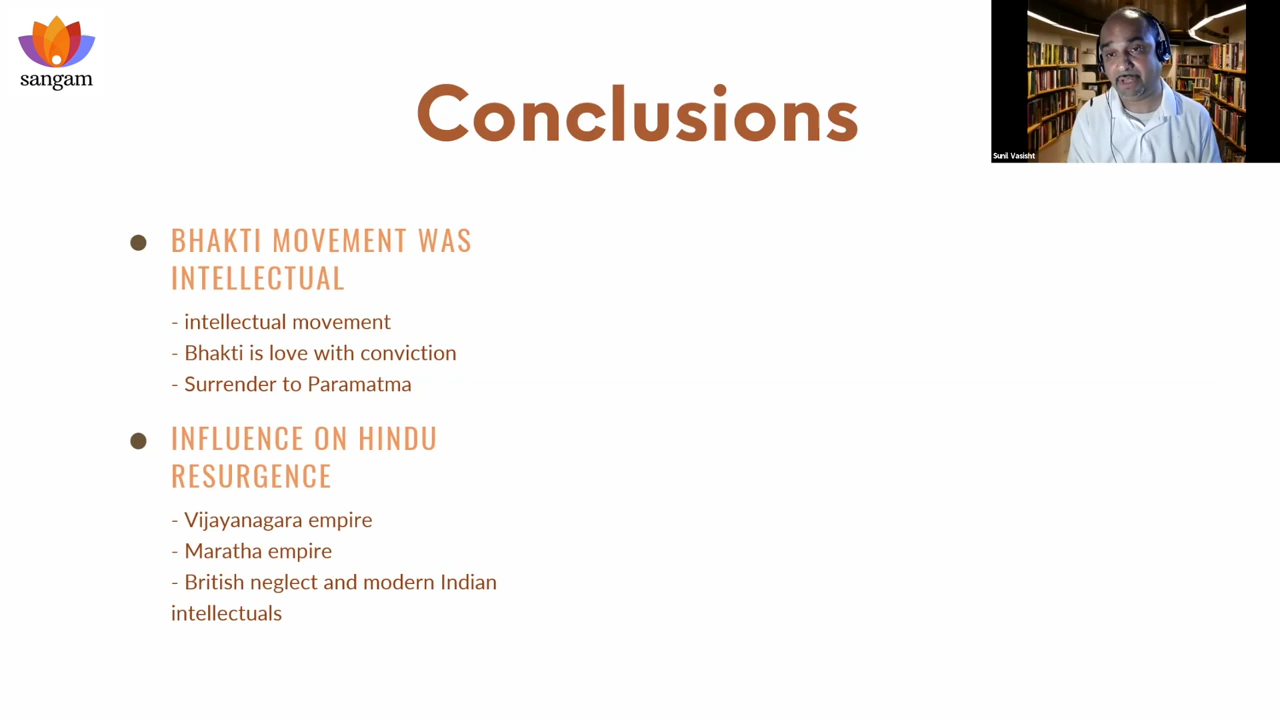 sangam
Conclusions
Sunil Vasisht
BHAKTI MOVEMENT WAS
INTELLECTUAL
- intellectual movement
- Bhakti is love with conviction
- Surrender to Paramatma
INFLUENCE ON HINDU
RESURGENCE
- Vijayanagara empire
- Maratha empire
- British neglect and modern Indian
intellectuals